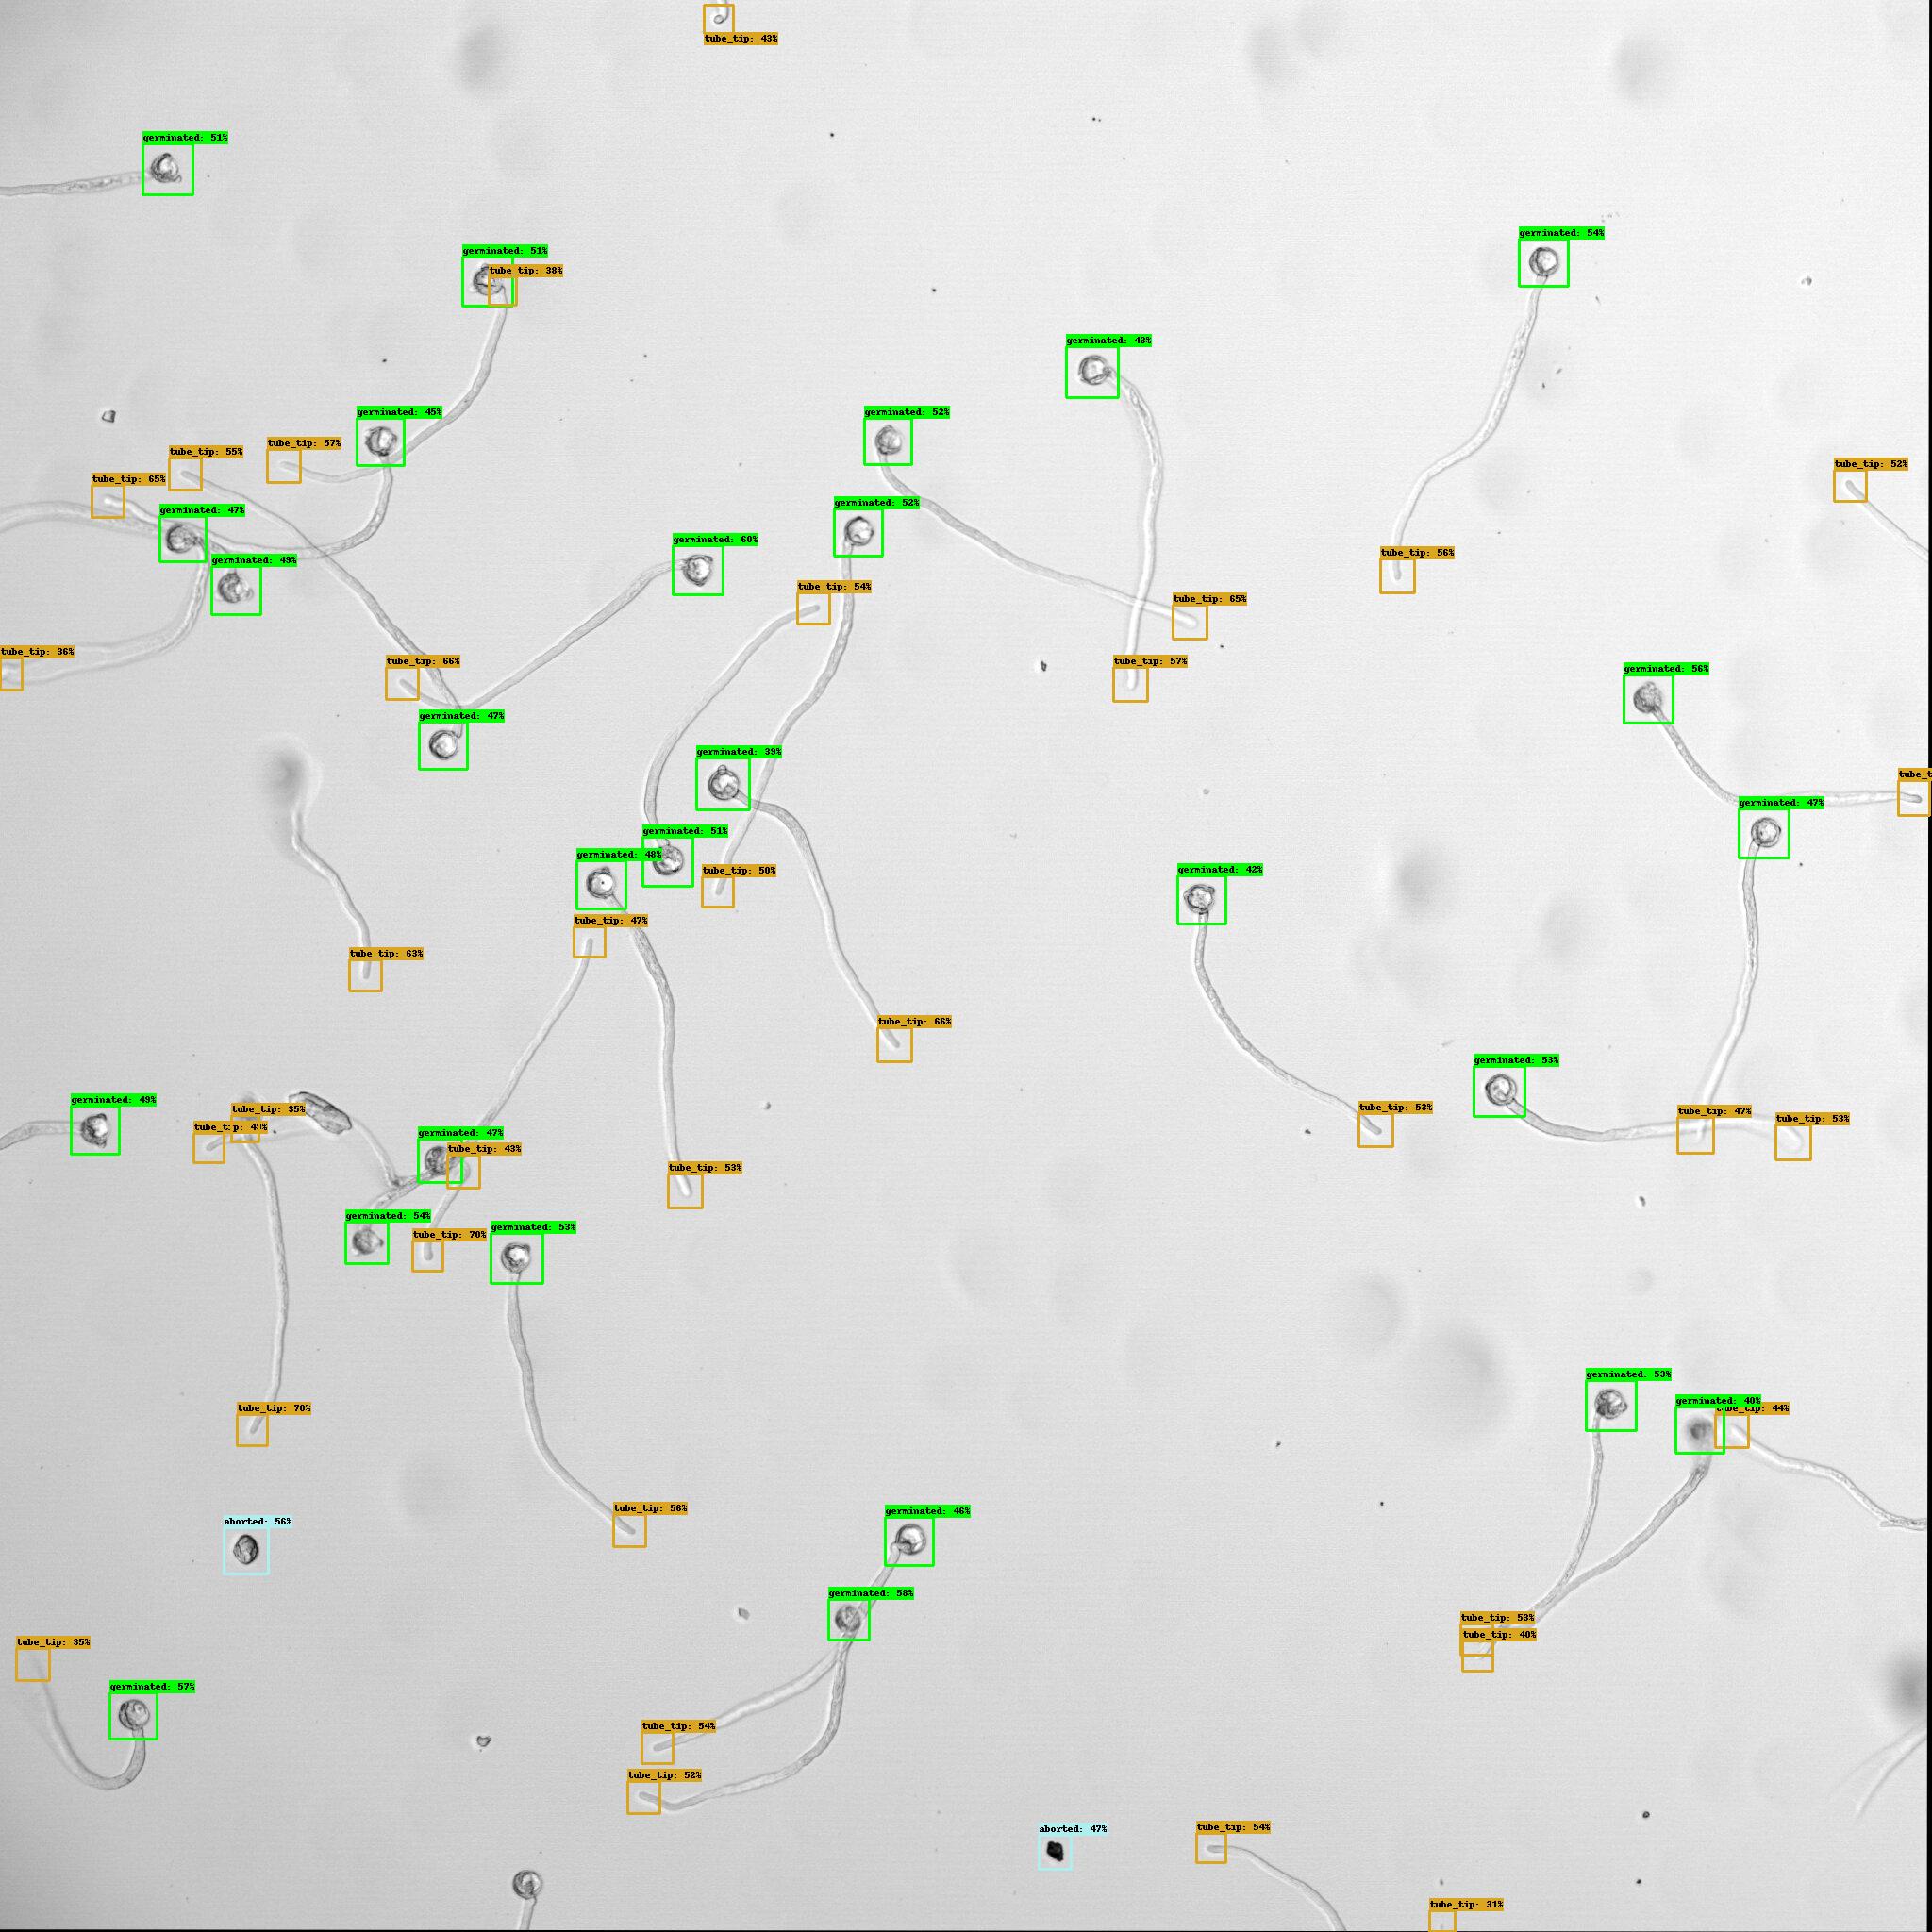 tube_tip: 43%
germinated: 51%
germinated: 54%
germinated: 51%
tube_tip: 38%
germinated: 43%
germinated: 45%
germinated: 52%
tube_tip: 57%
tube_tip: 55%
tube_tip: 52%
tube_tip: 65%
germinated: 52%
germinated: 47%
germinated: 60%
tube_tip: 56%
germinated: 49%
tube_tip: 54%
tube_tip: 65%
tube_tip: 36%
tube_tip: 66%
tube_tip: 57%
germinated: 56%
germinated: 47%
germinated: 39%
tube_t
germinated: 47%
germinated: 51%
germinated: 48%
tube_tip: 50%
germinated: 42%
tube_tip: 47%
tube_tip: 63%
tube_tip: 66%
germinated: 53%
germinated: 49%
tube_tip: 35%
tube_tip: 53%
tube_tip: 47%
tube_tip: 53%
germinated: 47%
tube_tip: 43%
tube_tip: 53%
germinated: 54%
germinated: 53%
tube_tip: 70%
germinated: 53%
germinated: 40%
tube_tip: 44%
tube_tip: 70%
tube_tip: 56%
germinated: 46%
aborted: 56%
germinated: 58%
tube_tip: 53%
tube_tip: 40%
tube_tip: 35%
germinated: 57%
tube_tip: 54%
tube_tip: 52%
aborted: 47%
tube_tip: 54%
tube_tip: 31%